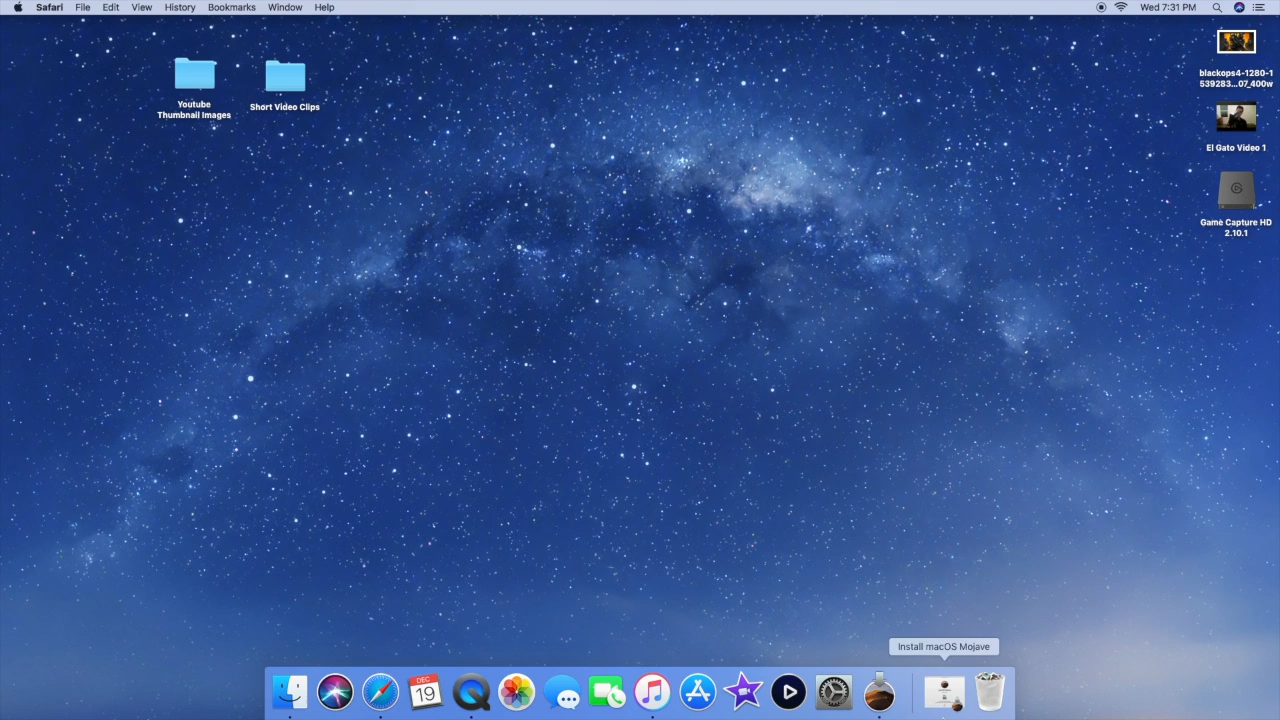 Safari File Edit View History Bookmarks Window Help
Wed 7:31 PM
Youtube
Thumbnail Images
Short Video Clips
blackops4-1280-1
539283...07_400w
El Gato Video 1
Game Capture HD
2.10.1
Install macOS Mojave
DEC
19